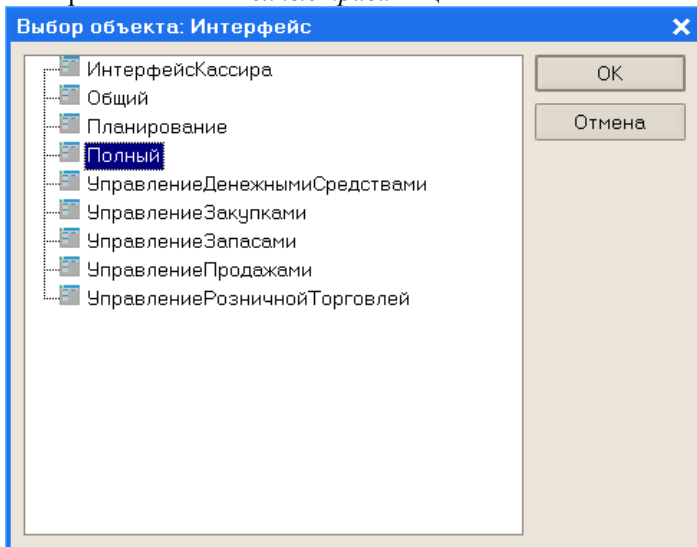 Выбор объекта: Интерфейс
ИнтерфейсКассира
OK
Общий
Отмена
Планирование
Полный
УправлениеДенежнымиСредствами
УправлениеЗакупками
УправлениеЗапасами
УправлениеПродажами
УправлениеРозничнойТорговлей